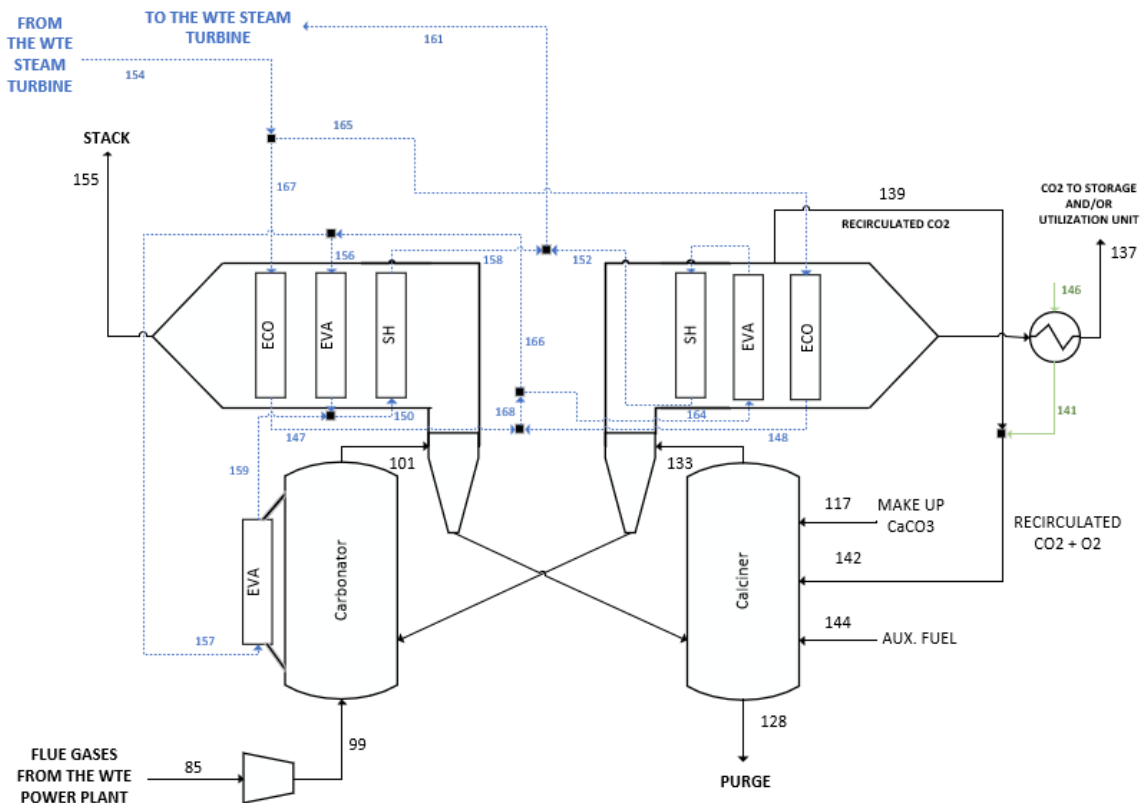 FROM
THE WTE
STEAM
TURBINE
TO THE WTE STEAM
TURBINE
161
154
165
STACK
155
167
139
RECIRCULATED CO2
CO2 TO STORAGE
AND/OR
UTILIZATION UNIT
137
156
158
152
146
ECO
EVA
SH
SH
EVA
ECO
166
150
168
164
147
148
141
159
101
133
117
MAKE UP
CaCO3
RECIRCULATED
CO2 + O2
142
EVA
Carbonator
Calciner
144
AUX. FUEL
157
128
99
85
FLUE GASES
FROM THE WTE
POWER PLANT
PURGE